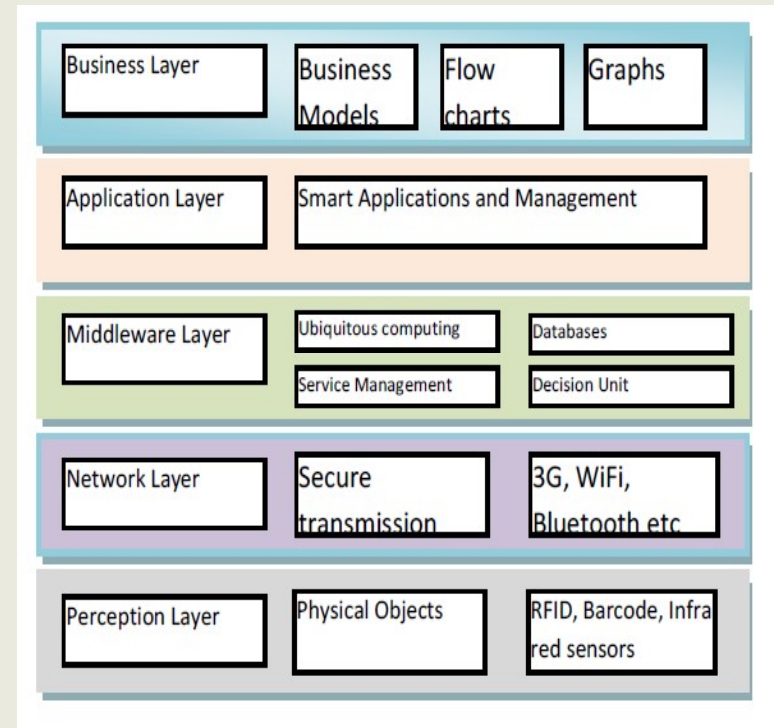 Business Layer
Business
Models
Flow
charts
Graphs
Application Layer
Smart Applications and Management
Middleware Layer
Ubiquitous computing
Databases
Service Management
Decision Unit
Network Layer
Secure
transmission
3G, WiFi,
Bluetooth etc
Perception Layer
Physical Objects
RFID, Barcode, Infra
red sensors